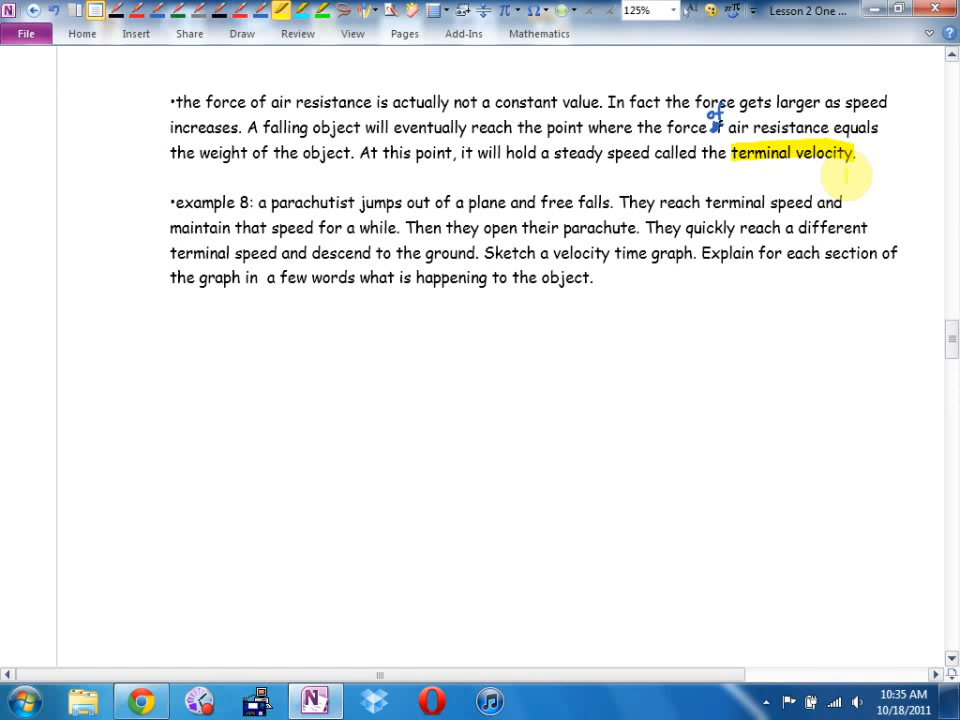 125%
Lesson 2 One ...
File Home Insert Share Draw Review View Pages Add-Ins Mathematics
•the force of air resistance is actually not a constant value. In fact the force gets larger as speed
of
increases. A falling object will eventually reach the point where the force air resistance equals
the weight of the object. At this point, it will hold a steady speed called the terminal velocity.
•example 8: a parachutist jumps out of a plane and free falls. They reach terminal speed and
maintain that speed for a while. Then they open their parachute. They quickly reach a different
terminal speed and descend to the ground. Sketch a velocity time graph. Explain for each section of
the graph in a few words what is happening to the object.
10:35 AM
10/18/2011